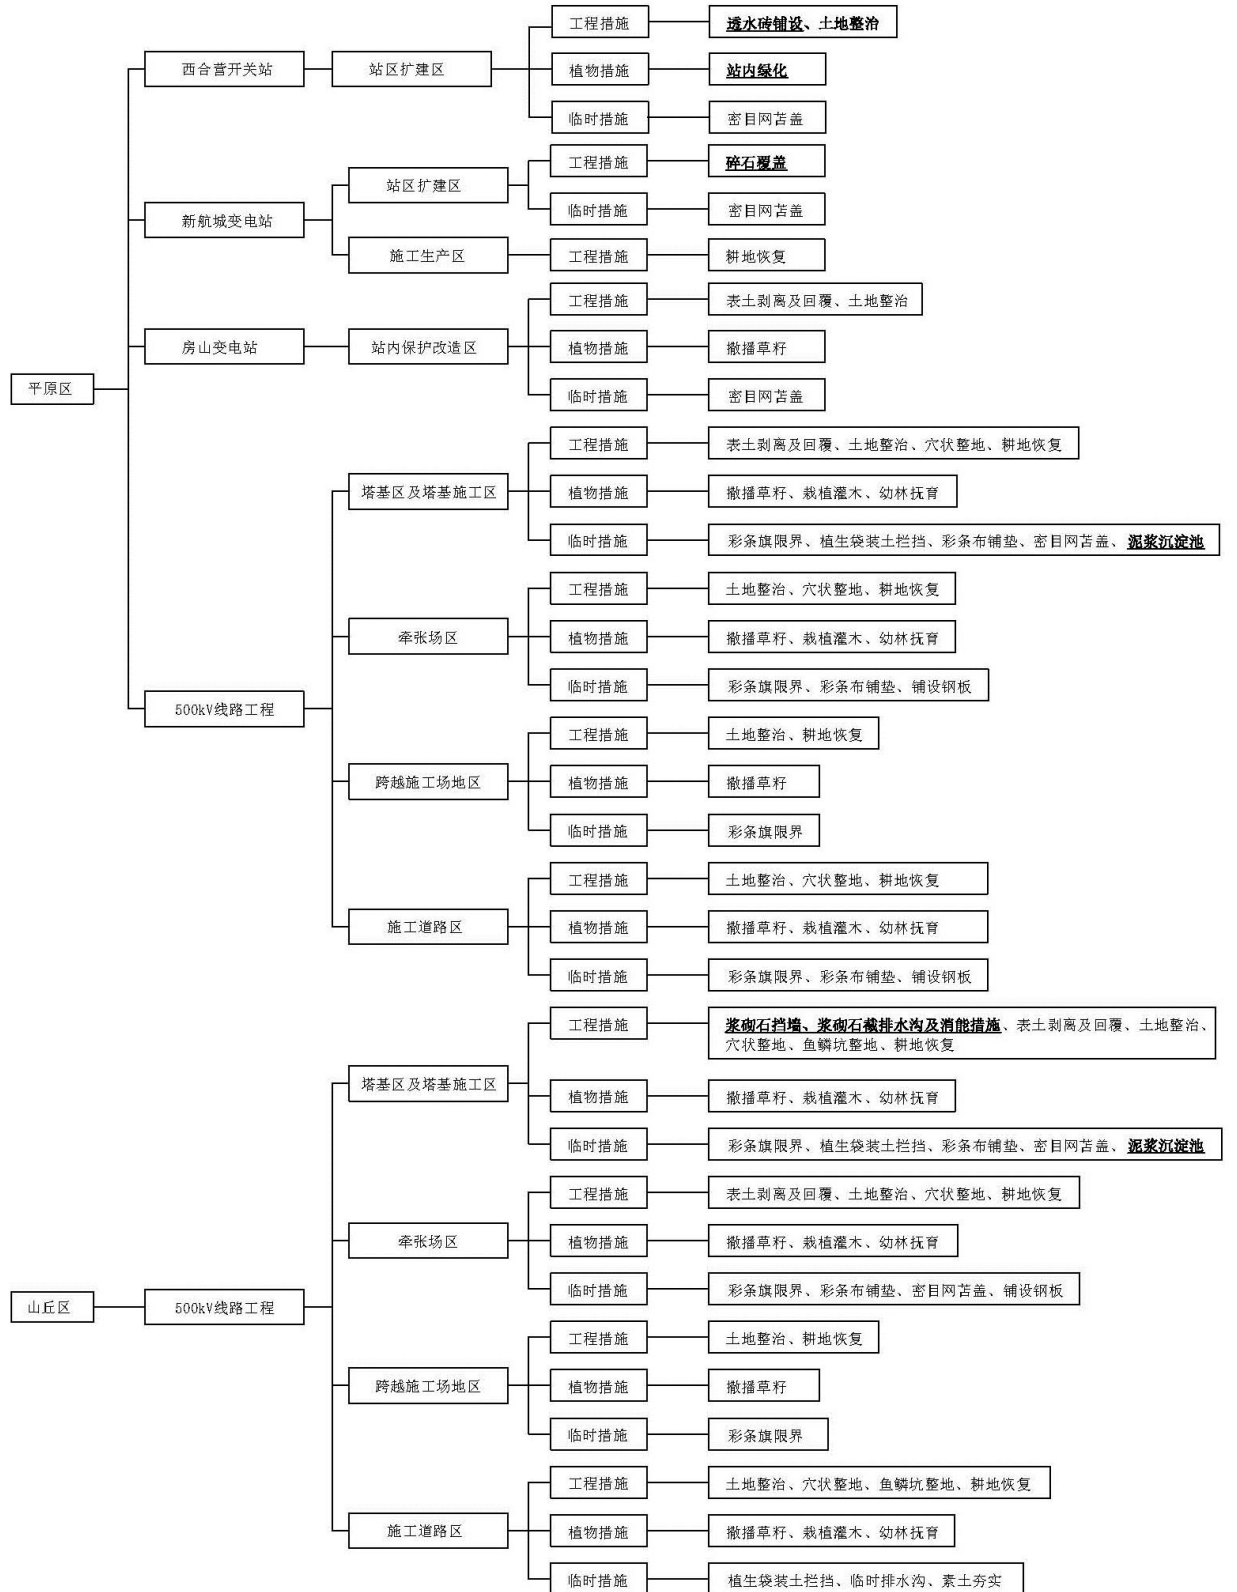 平原区
西合营开关站
站区扩建区
工程措施
透水砖铺设、土地整治
植物措施
站内绿化
临时措施
密目网苫盖
新航城变电站
站区扩建区
工程措施
碎石覆盖
临时措施
密目网苫盖
施工生产区
工程措施
耕地恢复
房山变电站
站内保护改造区
工程措施
表土剥离及回覆、土地整治
植物措施
撒播草籽
临时措施
密目网苫盖
500kV线路工程
塔基区及塔基施工区
工程措施
表土剥离及回覆、土地整治、穴状整地、耕地恢复
植物措施
撒播草籽、栽植灌木、幼林抚育
临时措施
彩条旗限界、植生袋装土拦挡、彩条布铺垫、密目网苫盖、泥浆沉淀池
牵张场区
工程措施
土地整治、穴状整地、耕地恢复
植物措施
撒播草籽、栽植灌木、幼林抚育
临时措施
彩条旗限界、彩条布铺垫、铺设钢板
跨越施工场地区
工程措施
土地整治、耕地恢复
植物措施
撒播草籽
临时措施
彩条旗限界
施工道路区
工程措施
土地整治、穴状整地、耕地恢复
植物措施
撒播草籽、栽植灌木、幼林抚育
临时措施
彩条旗限界、彩条布铺垫、铺设钢板
山丘区
500kV线路工程
塔基区及塔基施工区
工程措施
浆砌石挡墙、浆砌石截排水沟及消能措施、表土剥离及回覆、土地整治、
穴状整地、鱼鳞坑整地、耕地恢复
植物措施
撒播草籽、栽植灌木、幼林抚育
临时措施
彩条旗限界、植生袋装土拦挡、彩条布铺垫、密目网苫盖、泥浆沉淀池
牵张场区
工程措施
表土剥离及回覆、土地整治、穴状整地、耕地恢复
植物措施
撒播草籽、栽植灌木、幼林抚育
临时措施
彩条旗限界、彩条布铺垫、密目网苫盖、铺设钢板
跨越施工场地区
工程措施
土地整治、耕地恢复
植物措施
撒播草籽
临时措施
彩条旗限界
施工道路区
工程措施
土地整治、穴状整地、鱼鳞坑整地、耕地恢复
植物措施
撒播草籽、栽植灌木、幼林抚育
临时措施
植生袋装土拦挡、临时排水沟、素土夯实